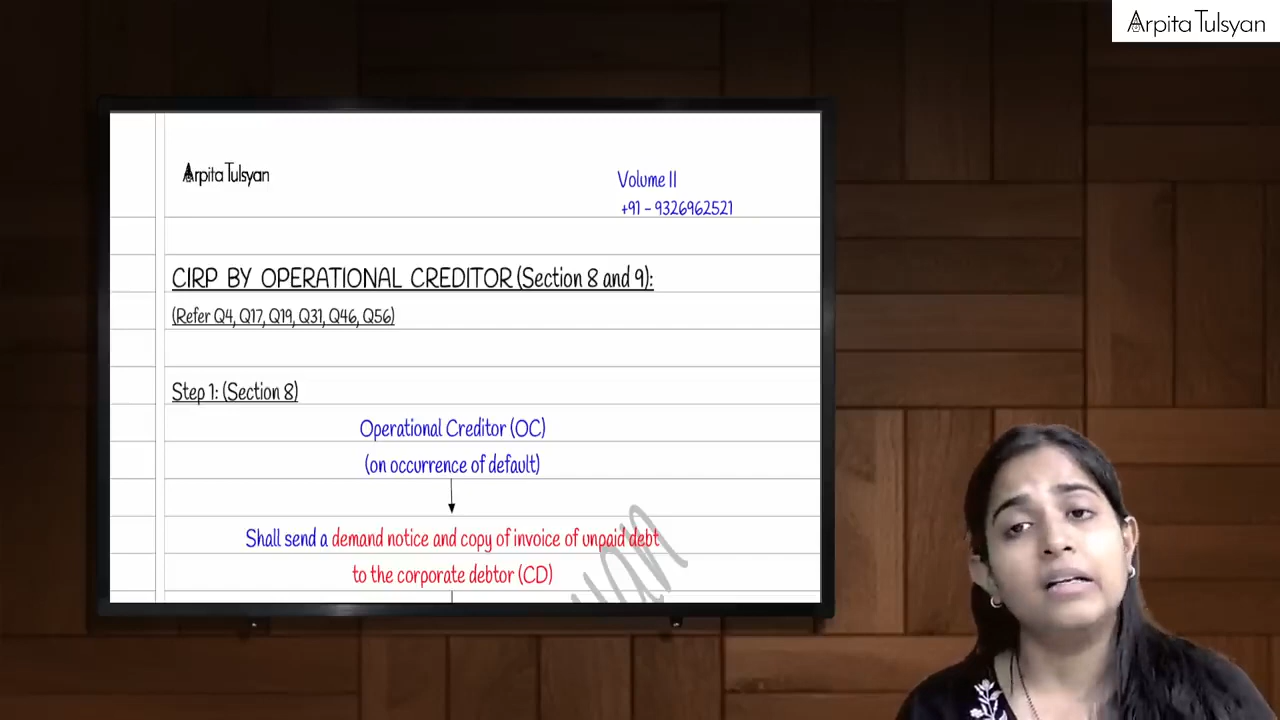 Arpita Tulsyan
Arpita Tulsyan
Volume II
+91 - 9326962521
CIRP BY OPERATIONAL CREDITOR (Section 8 and 9):
(Refer Q4, Q17, Q19, Q31, Q46, Q56)
Step 1: (Section 8)
Operational Creditor (OC)
(on occurrence of default)
Shall send a demand notice and copy of invoice of unpaid debt
to the corporate debtor (CD)